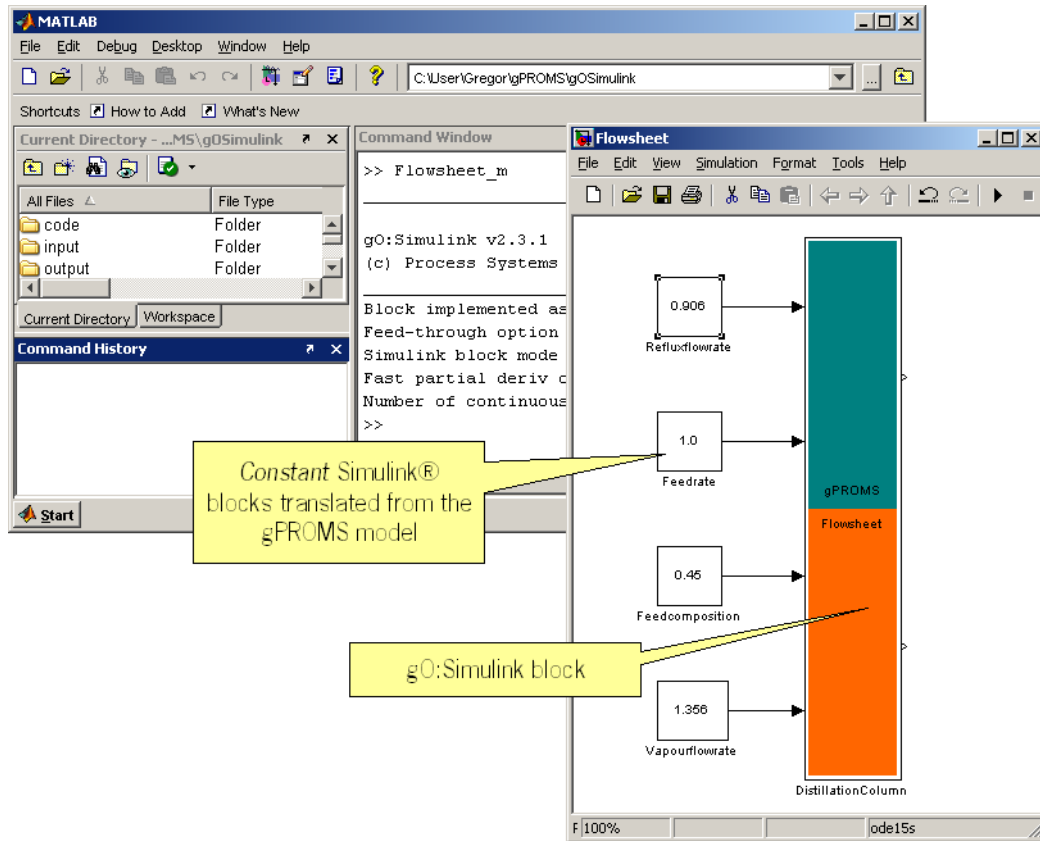 MATLAB
File Edit Debug Desktop Window Help
C:\User\Gregor\gPROMS\gOSimulink
...
Shortcuts How to Add What's New
Current Directory - ...MS\gOSimulink
All Files File Type
code Folder
input Folder
output Folder
Current Directory Workspace
Command History
Start
Command Window
>> Flowsheet_m
gO:Simulink v2.3.1
(c) Process Systems
Block implemented as
Feed-through option
Simulink block mode
Fast partial deriv
Number of continuous
>>
Constant Simulink®
blocks translated from the
gPROMS model
gO:Simulink block
Flowsheet
File Edit View Simulation Format Tools Help
0.906
Refluxflowrate
1.0
Feedrate
gPROMS
Flowsheet
0.45
Feedcomposition
1.356
Vapourflowrate
DistillationColumn
F 100% ode15s